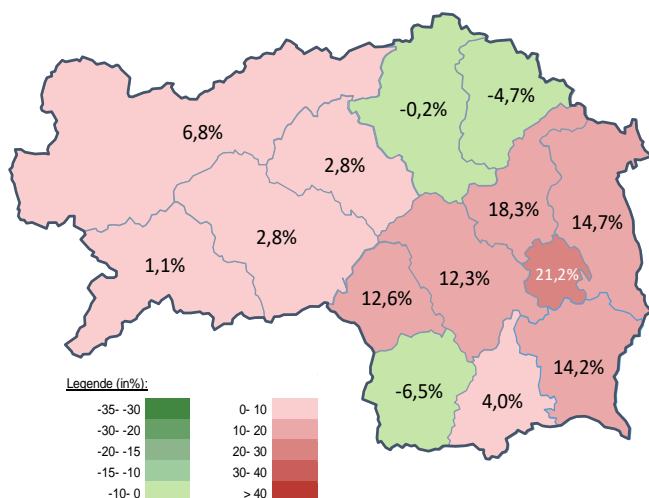 -4,7%
-0,2%
6,8%
2,8%
18,3%
14,7%
2,8%
1,1%
12,3%
21,2%
12,6%
14,2%
-6,5%
4,0%
Legende (in%):
-35- -30 0- 10
-30- -20 10- 20
-20- -15 20- 30
-15- -10 30- 40
-10- 0 > 40